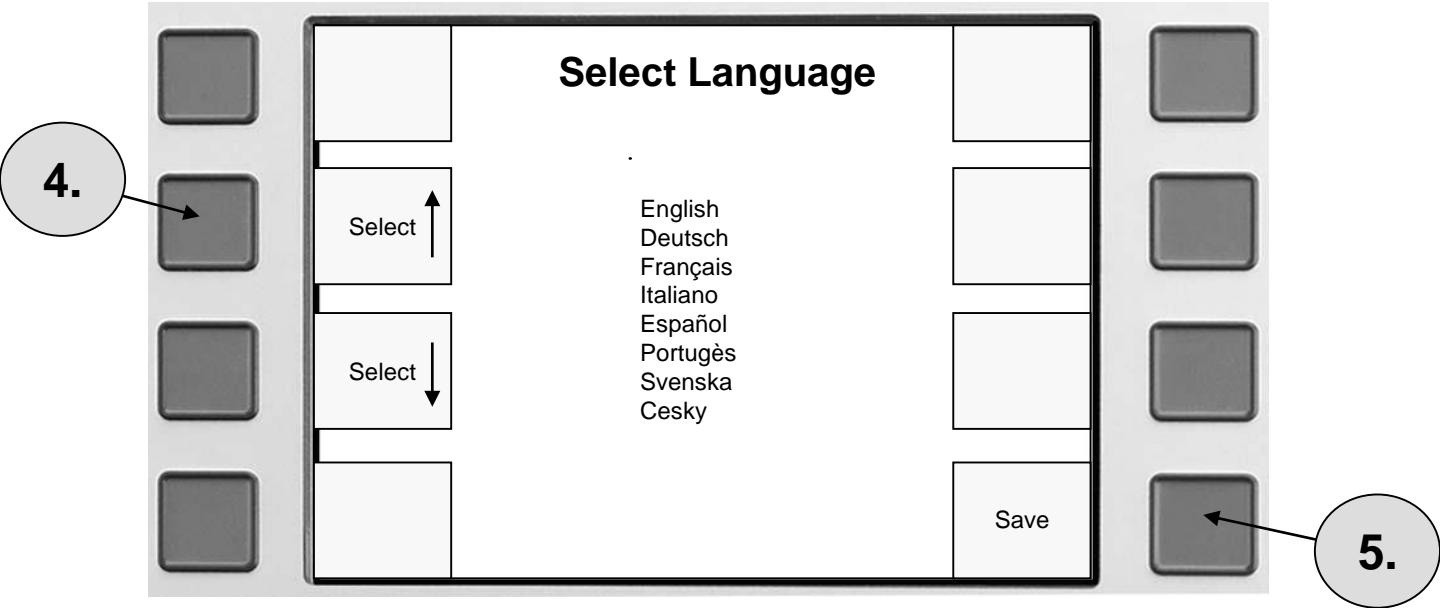 Select Language
.
4.
Select
English
Deutsch
Français
Italiano
Español
Portugès
Svenska
Cesky
Select
Save
5.